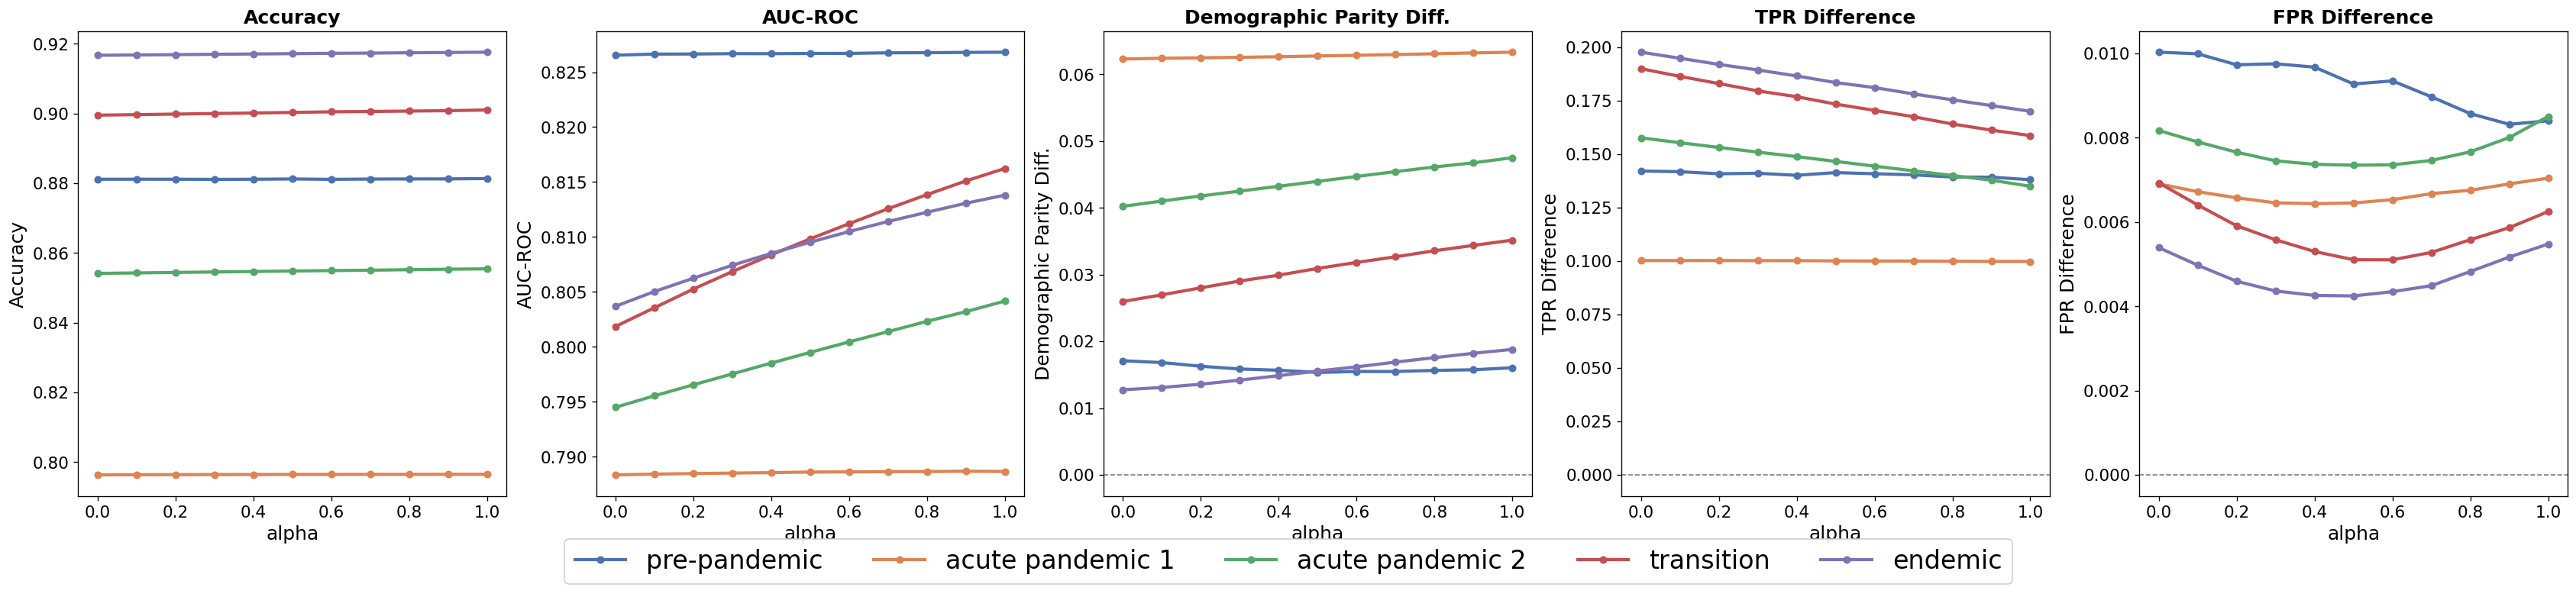 Accuracy
Accuracy
0.92
0.90
0.88
0.86
0.84
0.82
0.80
0.0 0.2 0.4 0.6 0.8 1.0
alpha
AUC-ROC
AUC-ROC
0.825
0.820
0.815
0.810
0.805
0.800
0.795
0.790
0.0 0.2 0.4 0.6 0.8 1.0
alpha
Demographic Parity Diff.
Demographic Parity Diff.
0.06
0.05
0.04
0.03
0.02
0.01
0.00
0.0 0.2 0.4 0.6 0.8 1.0
alpha
TPR Difference
TPR Difference
0.200
0.175
0.150
0.125
0.100
0.075
0.050
0.025
0.000
0.0 0.2 0.4 0.6 0.8 1.0
alpha
FPR Difference
FPR Difference
0.010
0.008
0.006
0.004
0.002
0.000
0.0 0.2 0.4 0.6 0.8 1.0
alpha
pre-pandemic acute pandemic 1 acute pandemic 2 transition endemic